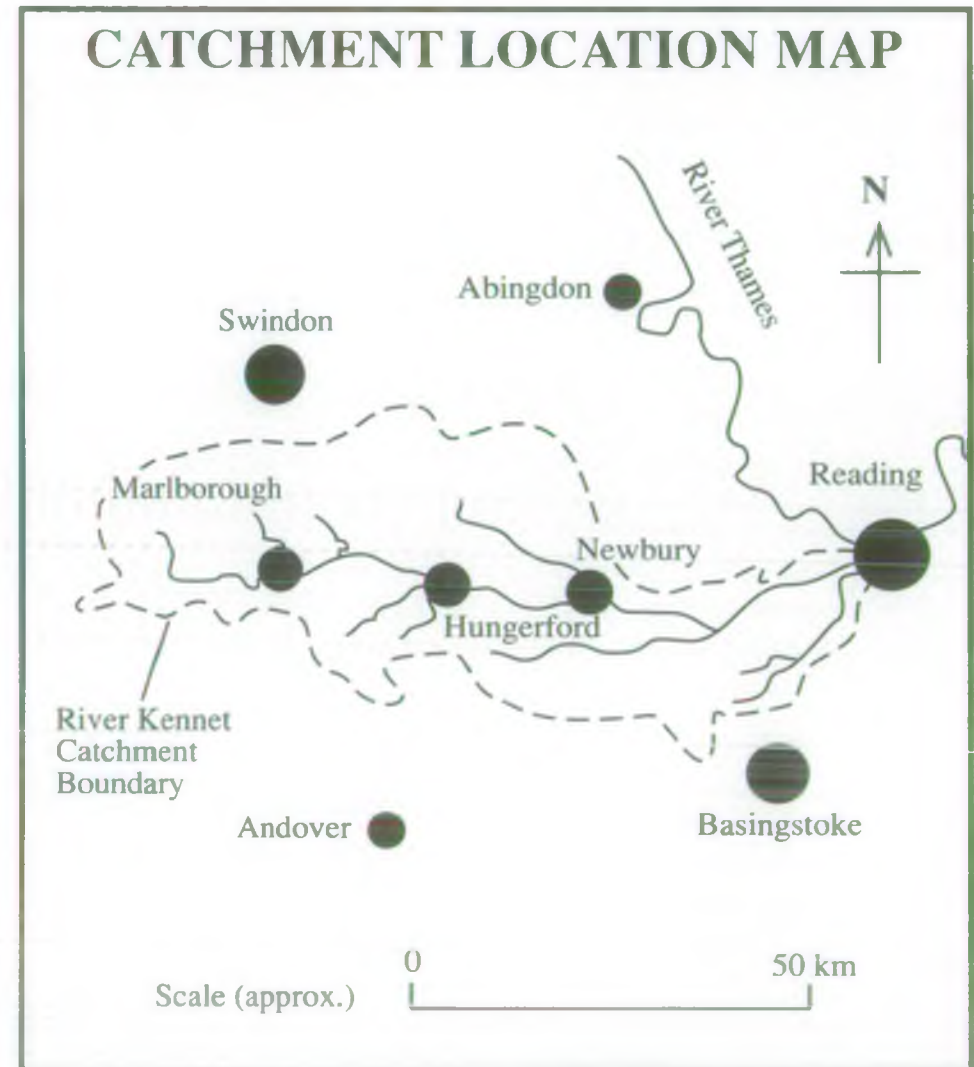 CATCHMENT LOCATION MAP
River Thames
N
Abingdon
Swindon
Reading
Marlborough
Newbury
Hungerford
River Kennet
Catchment
Boundary
Andover
Basingstoke
0
50 km
Scale (approx.)